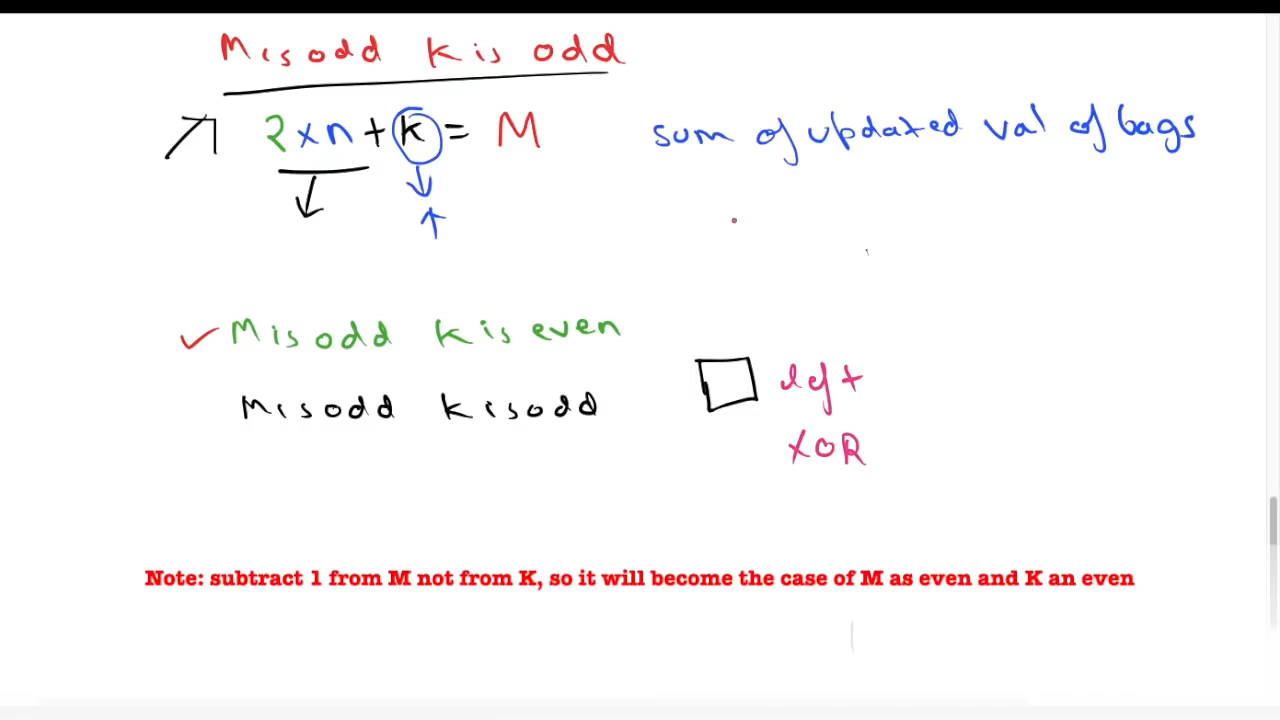 M is odd K is odd
2xn + K = M
sum of updated val of bags
M is odd K is even
M is odd K is odd
left
XOR
Note: subtract 1 from M not from K, so it will become the case of M as even and K an even